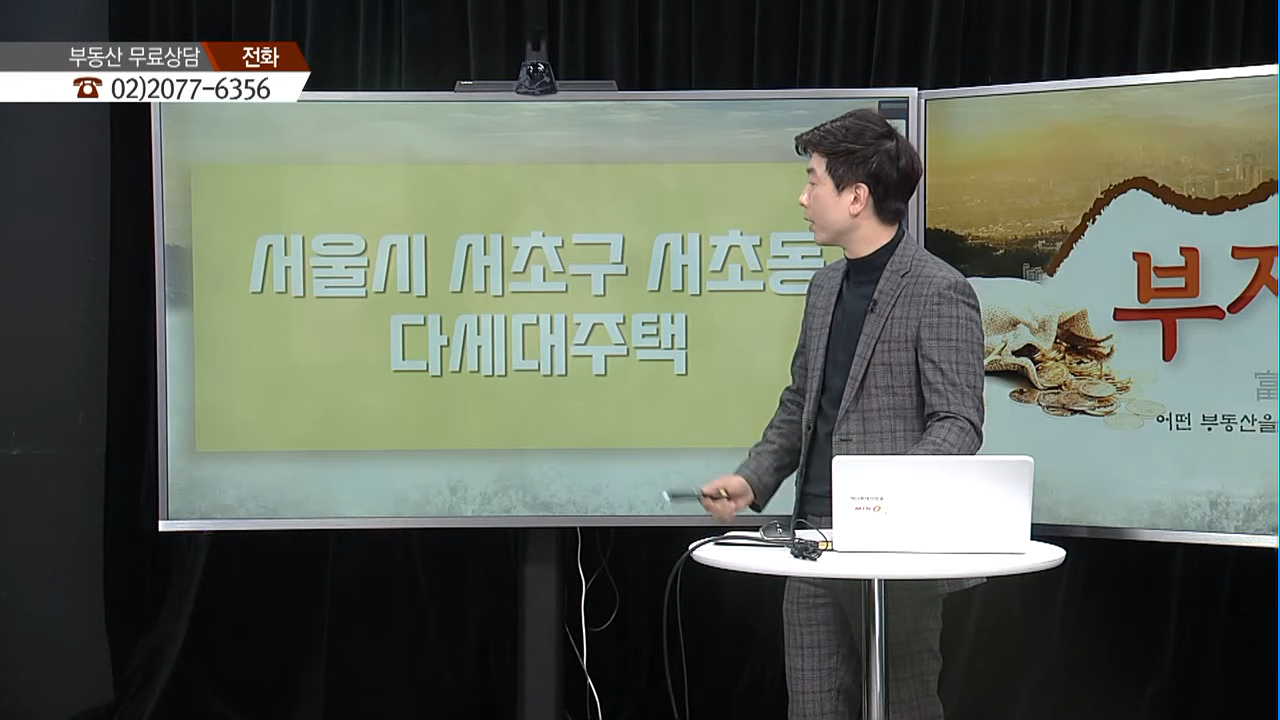 부동산 무료상담 전화
☎ 02)2077-6356
서울시 서초구 서초동
다세대주택
부
富
어떤 부동산을